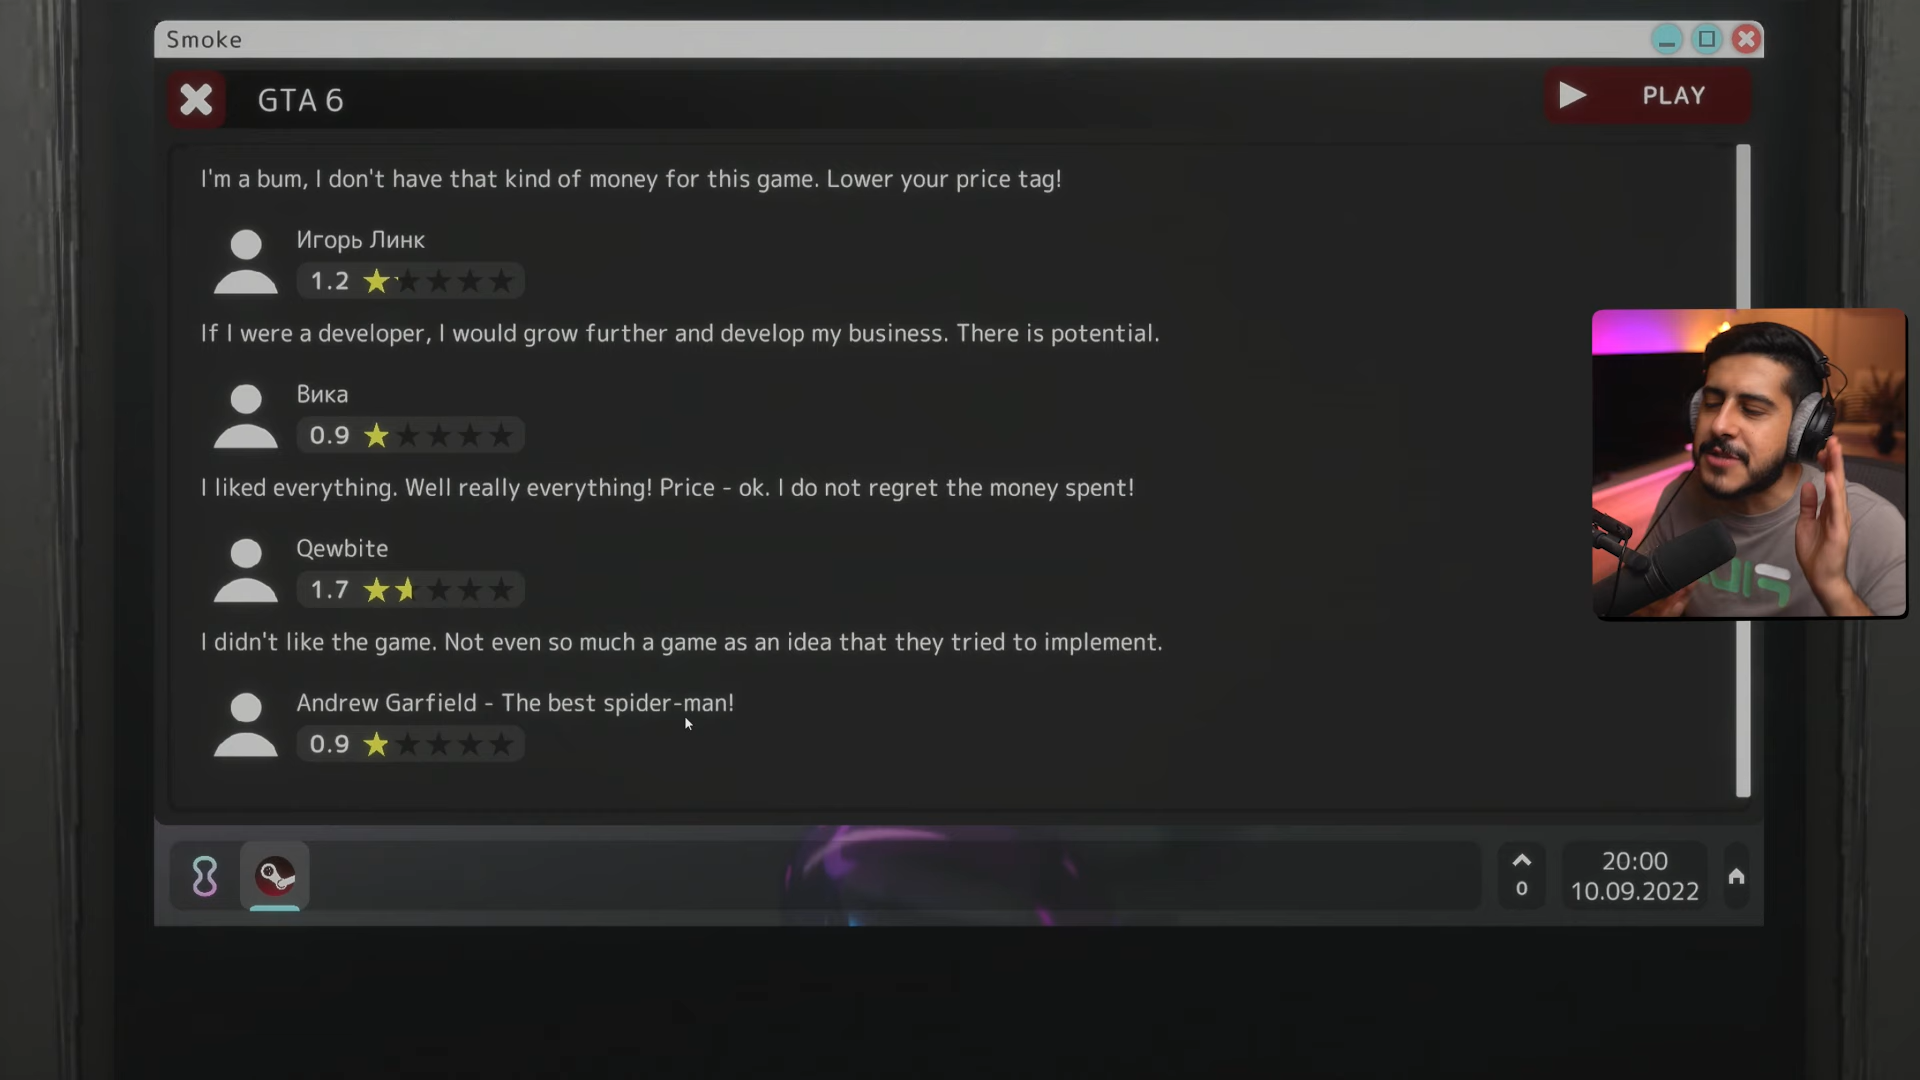 Smoke
GTA 6
PLAY
I'm a bum, I don't have that kind of money for this game. Lower your price tag!
Игорь Линк
1.2
If I were a developer, I would grow further and develop my business. There is potential.
Вика
0.9
I liked everything. Well really everything! Price - ok. I do not regret the money spent!
Qewbite
1.7
I didn't like the game. Not even so much a game as an idea that they tried to implement.
Andrew Garfield - The best spider-man!
0.9
0
20:00
10.09.2022